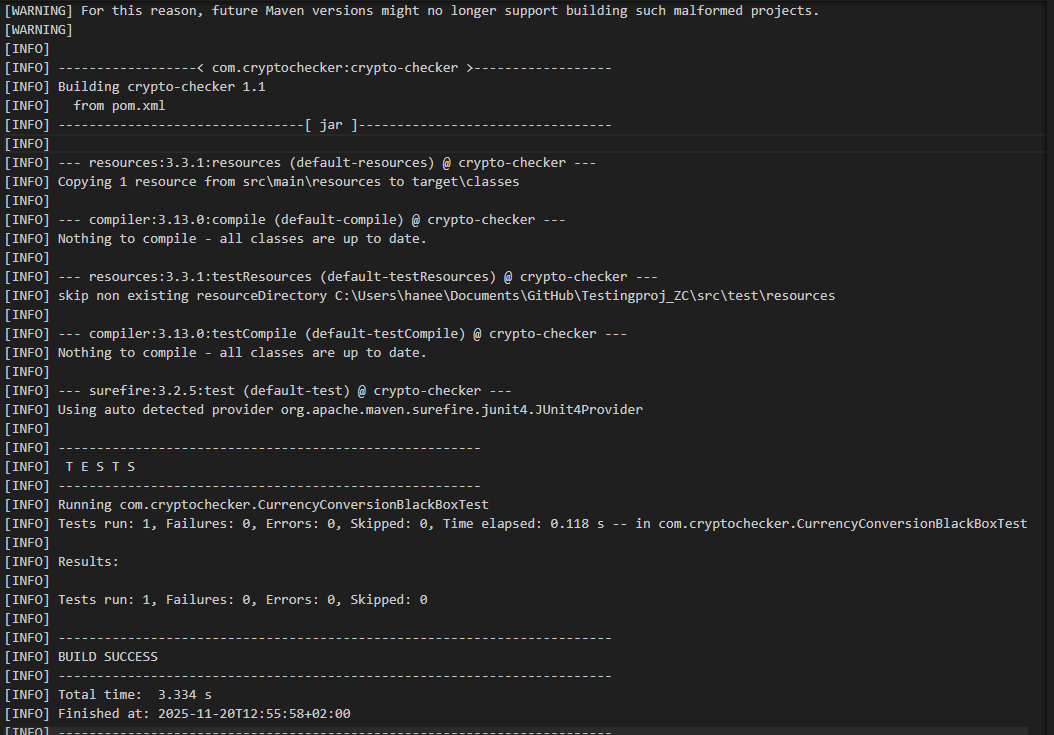 [WARNING] For this reason, future Maven versions might no longer support building such malformed projects.
[WARNING]
[INFO]
[INFO] ------------------< com.cryptochecker:crypto-checker >------------------
[INFO] Building crypto-checker 1.1
[INFO]   from pom.xml
[INFO] --------------------------------[ jar ]---------------------------------
[INFO]
[INFO] --- resources:3.3.1:resources (default-resources) @ crypto-checker ---
[INFO] Copying 1 resource from src\main\resources to target\classes
[INFO]
[INFO] --- compiler:3.13.0:compile (default-compile) @ crypto-checker ---
[INFO] Nothing to compile - all classes are up to date.
[INFO]
[INFO] --- resources:3.3.1:testResources (default-testResources) @ crypto-checker ---
[INFO] skip non existing resourceDirectory C:\Users\hanee\Documents\GitHub\Testingproj_ZC\src\test\resources
[INFO]
[INFO] --- compiler:3.13.0:testCompile (default-testCompile) @ crypto-checker ---
[INFO] Nothing to compile - all classes are up to date.
[INFO]
[INFO] --- surefire:3.2.5:test (default-test) @ crypto-checker ---
[INFO] Using auto detected provider org.apache.maven.surefire.junit4.JUnit4Provider
[INFO]
[INFO] -------------------------------------------------------
[INFO]  T E S T S
[INFO] -------------------------------------------------------
[INFO] Running com.cryptochecker.CurrencyConversionBlackBoxTest
[INFO] Tests run: 1, Failures: 0, Errors: 0, Skipped: 0, Time elapsed: 0.118 s -- in com.cryptochecker.CurrencyConversionBlackBoxTest
[INFO]
[INFO] Results:
[INFO]
[INFO] Tests run: 1, Failures: 0, Errors: 0, Skipped: 0
[INFO]
[INFO] ------------------------------------------------------------------------
[INFO] BUILD SUCCESS
[INFO] ------------------------------------------------------------------------
[INFO] Total time:  3.334 s
[INFO] Finished at: 2025-11-20T12:55:58+02:00
[INFO] ------------------------------------------------------------------------